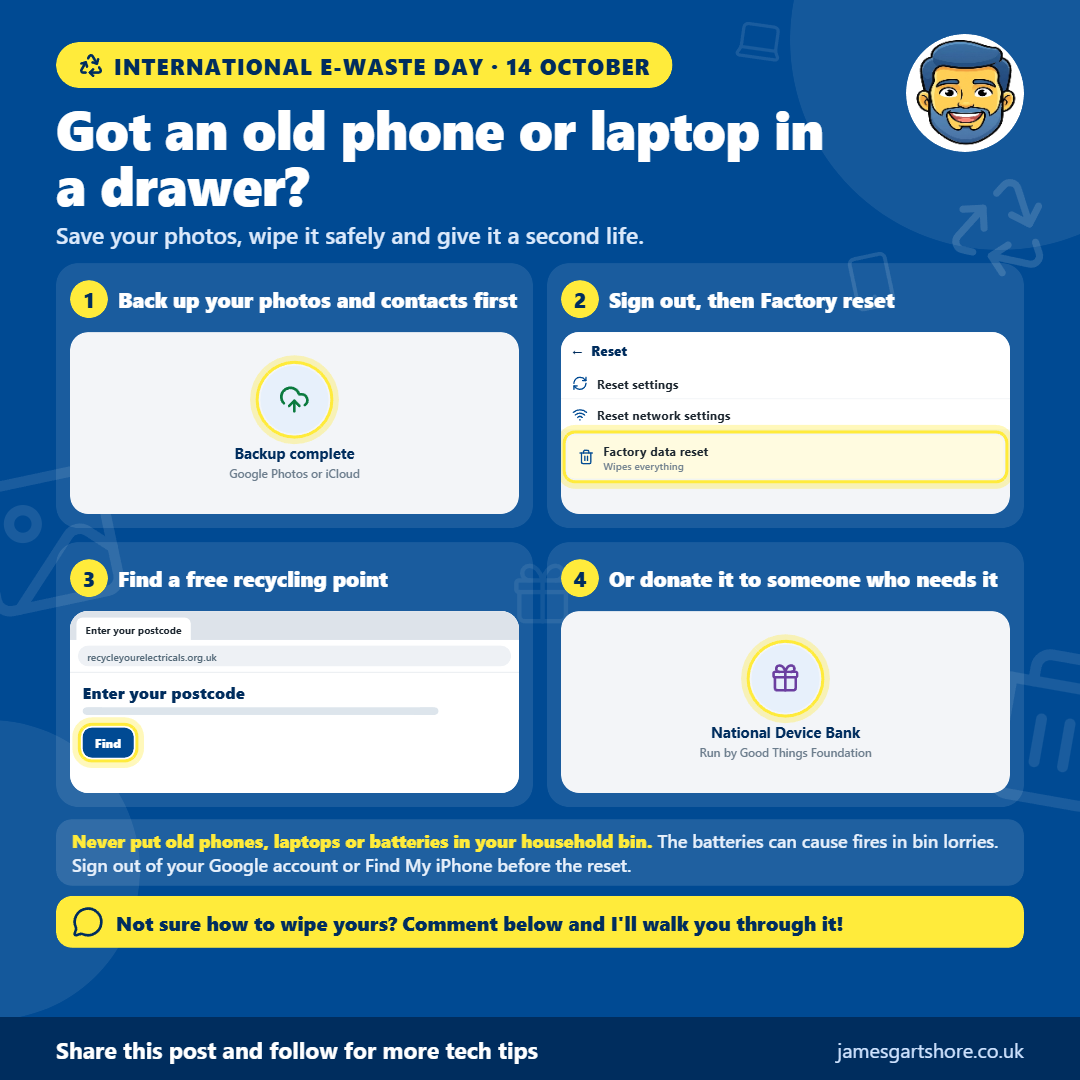 INTERNATIONAL E-WASTE DAY · 14 OCTOBER
Got an old phone or laptop in
a drawer?
Save your photos, wipe it safely and give it a second life.
1 Back up your photos and contacts first
Backup complete
Google Photos or iCloud
2 Sign out, then Factory reset
← Reset
Reset settings
Reset network settings
Factory data reset
Wipes everything
3 Find a free recycling point
Enter your postcode
recycleyourelectricals.org.uk
Enter your postcode
Find
4 Or donate it to someone who needs it
National Device Bank
Run by Good Things Foundation
Never put old phones, laptops or batteries in your household bin. The batteries can cause fires in bin lorries.
Sign out of your Google account or Find My iPhone before the reset.
Not sure how to wipe yours? Comment below and I'll walk you through it!
Share this post and follow for more tech tips
jamesgartshore.co.uk